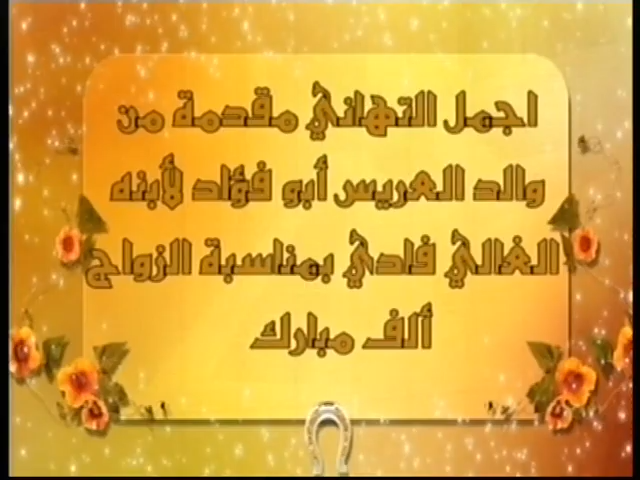 اجمل التهاني مقدمة من
والد العريس أبو فؤاد لأبنه
الغالي فادي بمناسبة الزواج
ألف مبارك